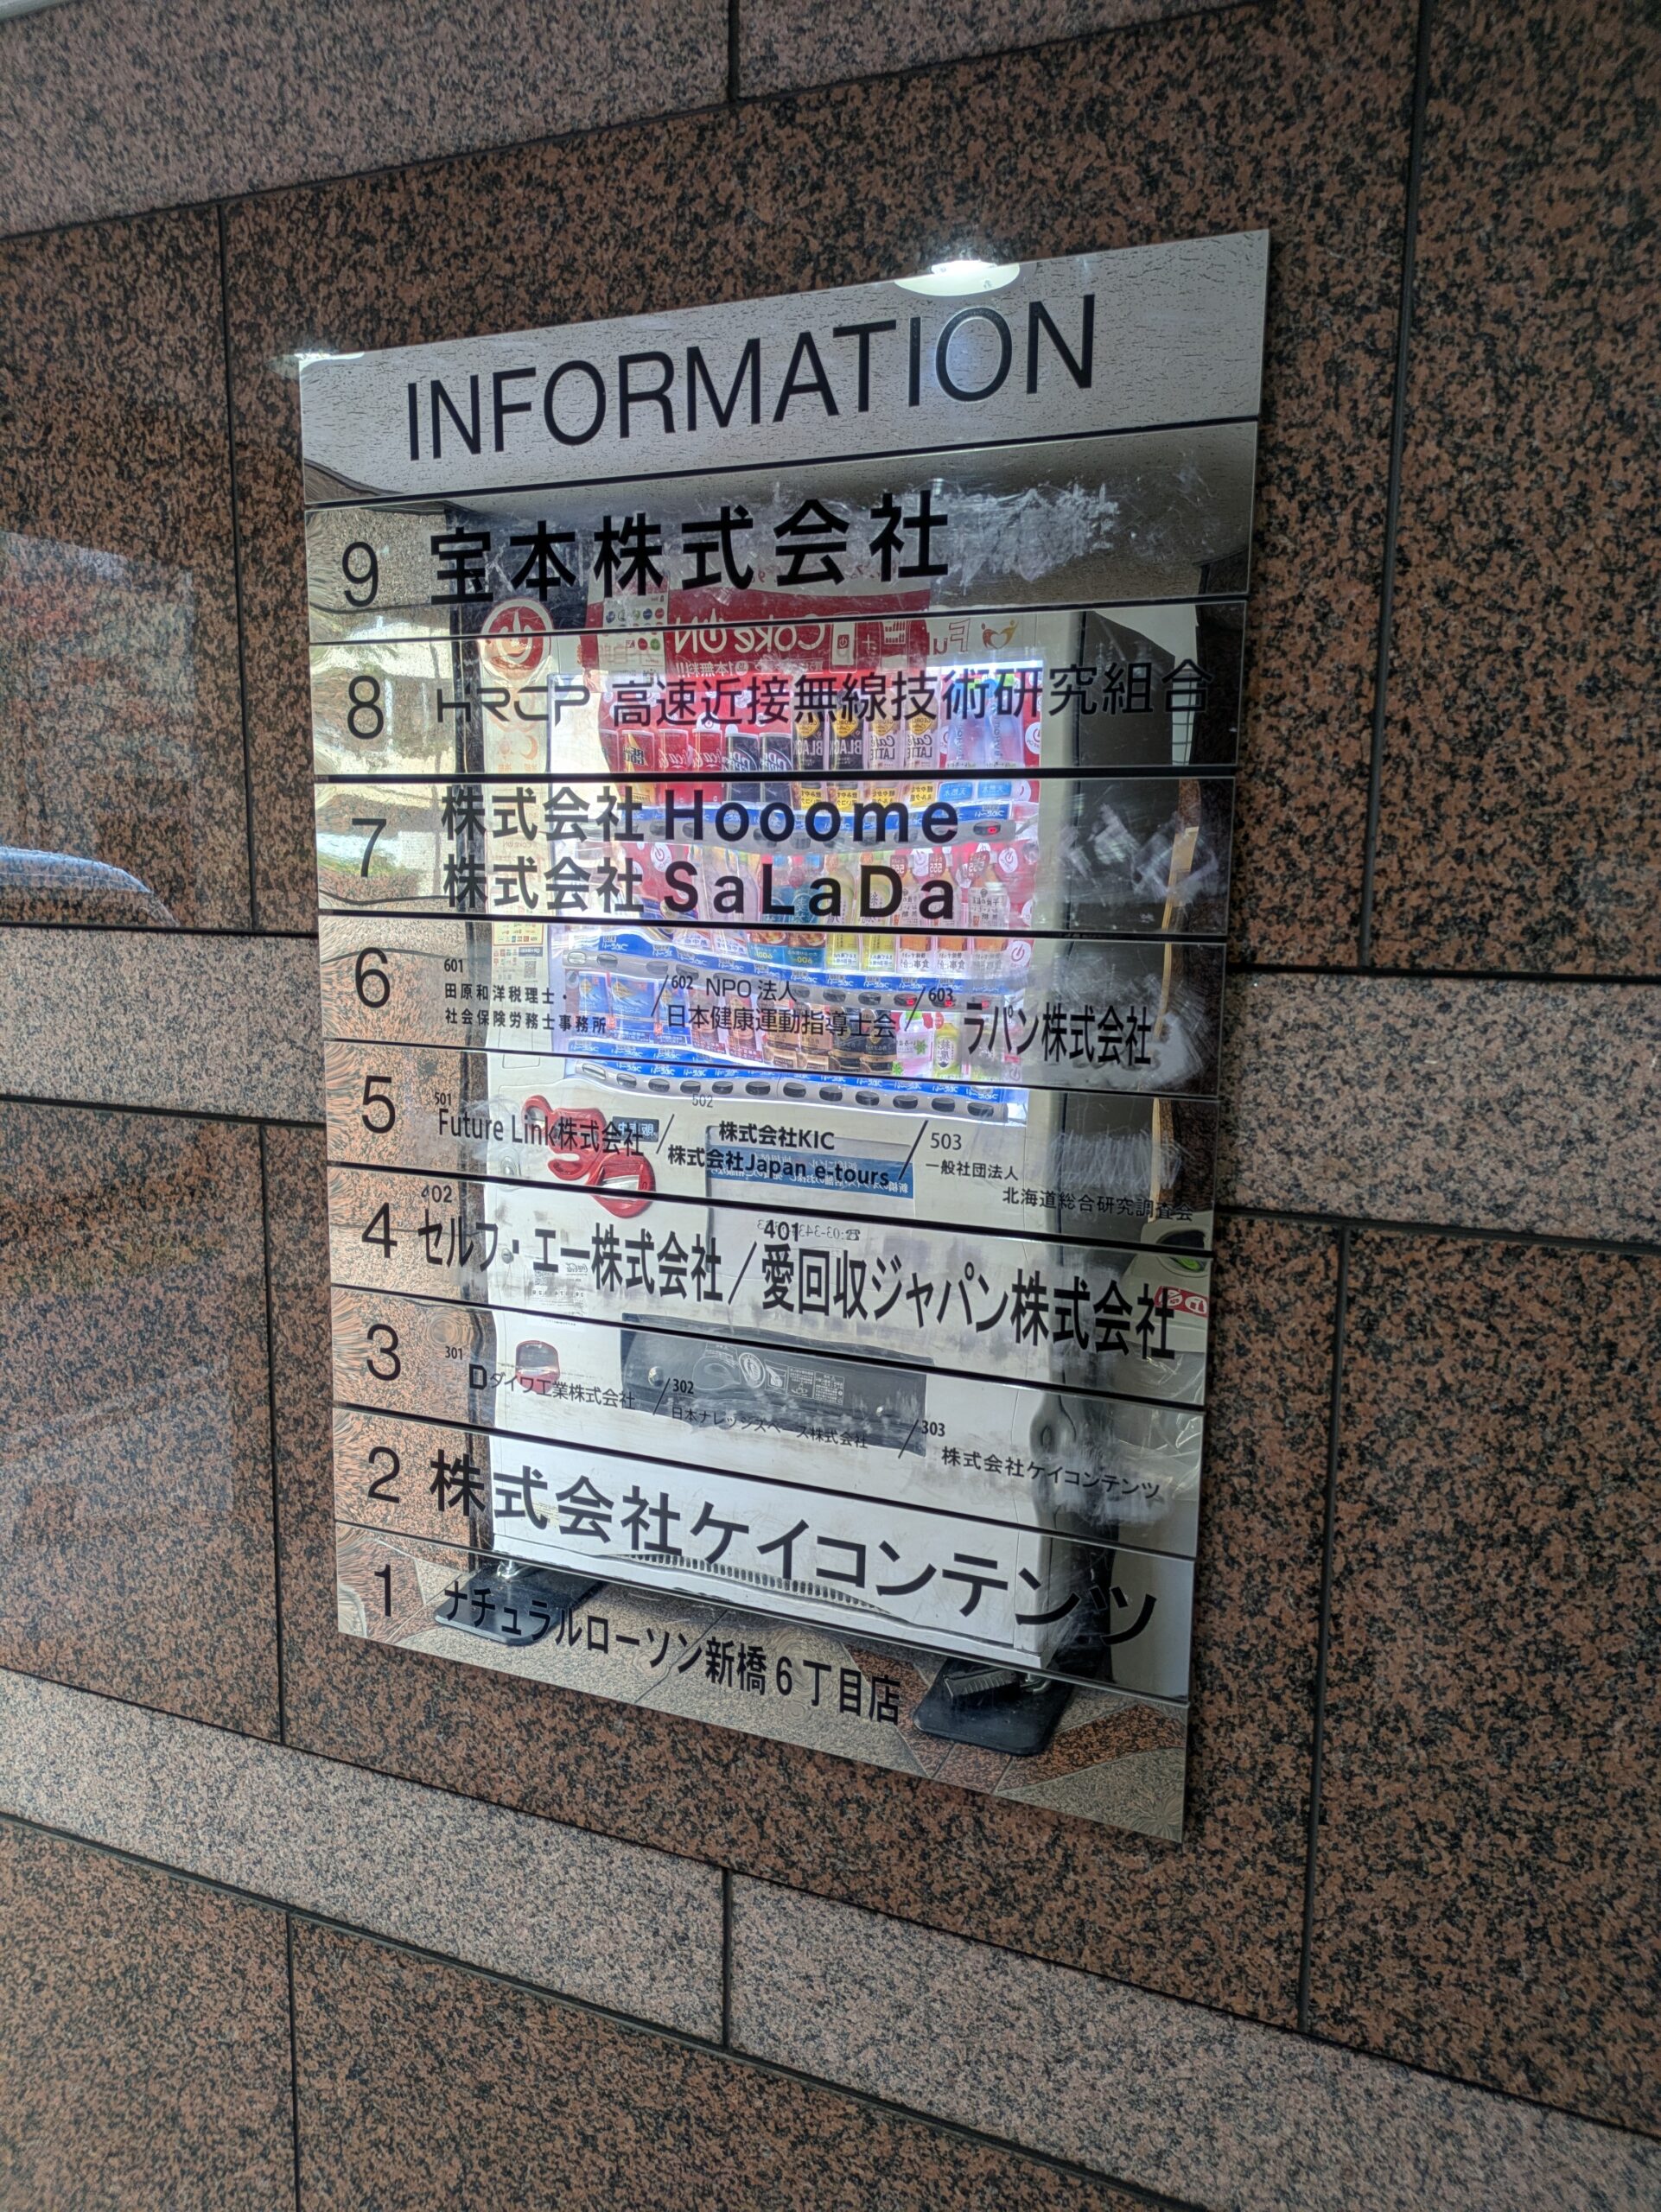 INFORMATION
9 宝本株式会社
8 HRCP 高速近接無線技術研究組合
7 株式会社Hooome
株式会社SaLaDa
6 601 田原和洋税理士・
社会保険労務士事務所
602 NPO 法人
日本健康運動指導士会
603 ラパン株式会社
5 501 Future Link株式会社
502 株式会社KIC
株式会社Japan e-tours
503 一般社団法人
北海道総合研究調査会
4 402 セルフ・エー株式会社
401 愛回収ジャパン株式会社
3 301 Dダイワ工業株式会社
302 日本ナレッジスペース株式会社
303 株式会社ケイコンテンツ
2 株式会社ケイコンテンツ
1 ナチュラルローソン新橋6丁目店
Coke ON